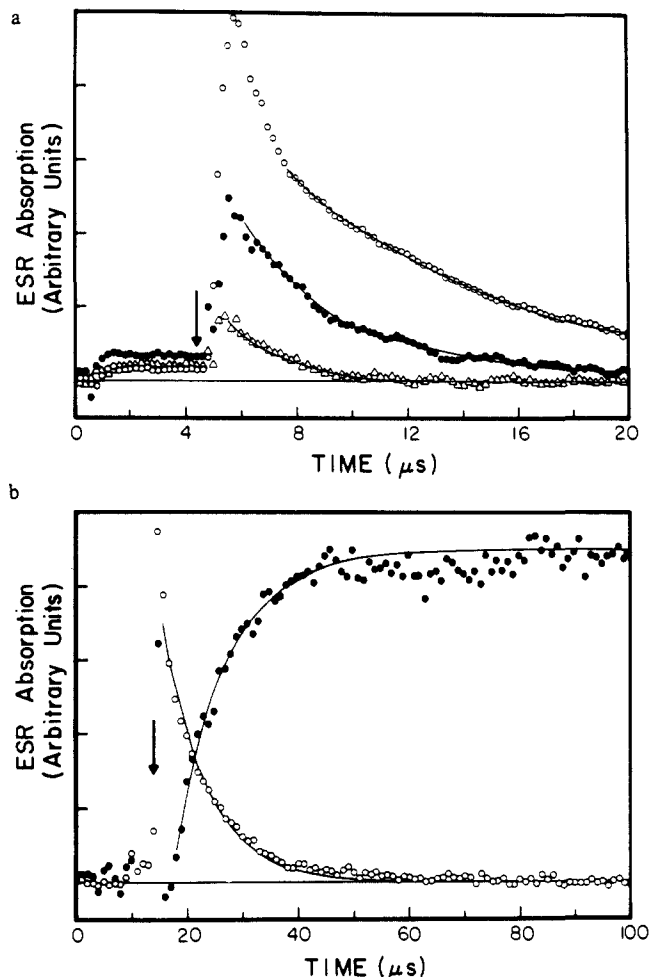 a
ESR Absorption
(Arbitrary Units)
0 4 8 12 16 20
TIME (μs)
b
ESR Absorption
(Arbitrary Units)
0 20 40 60 80 100
TIME (μs)